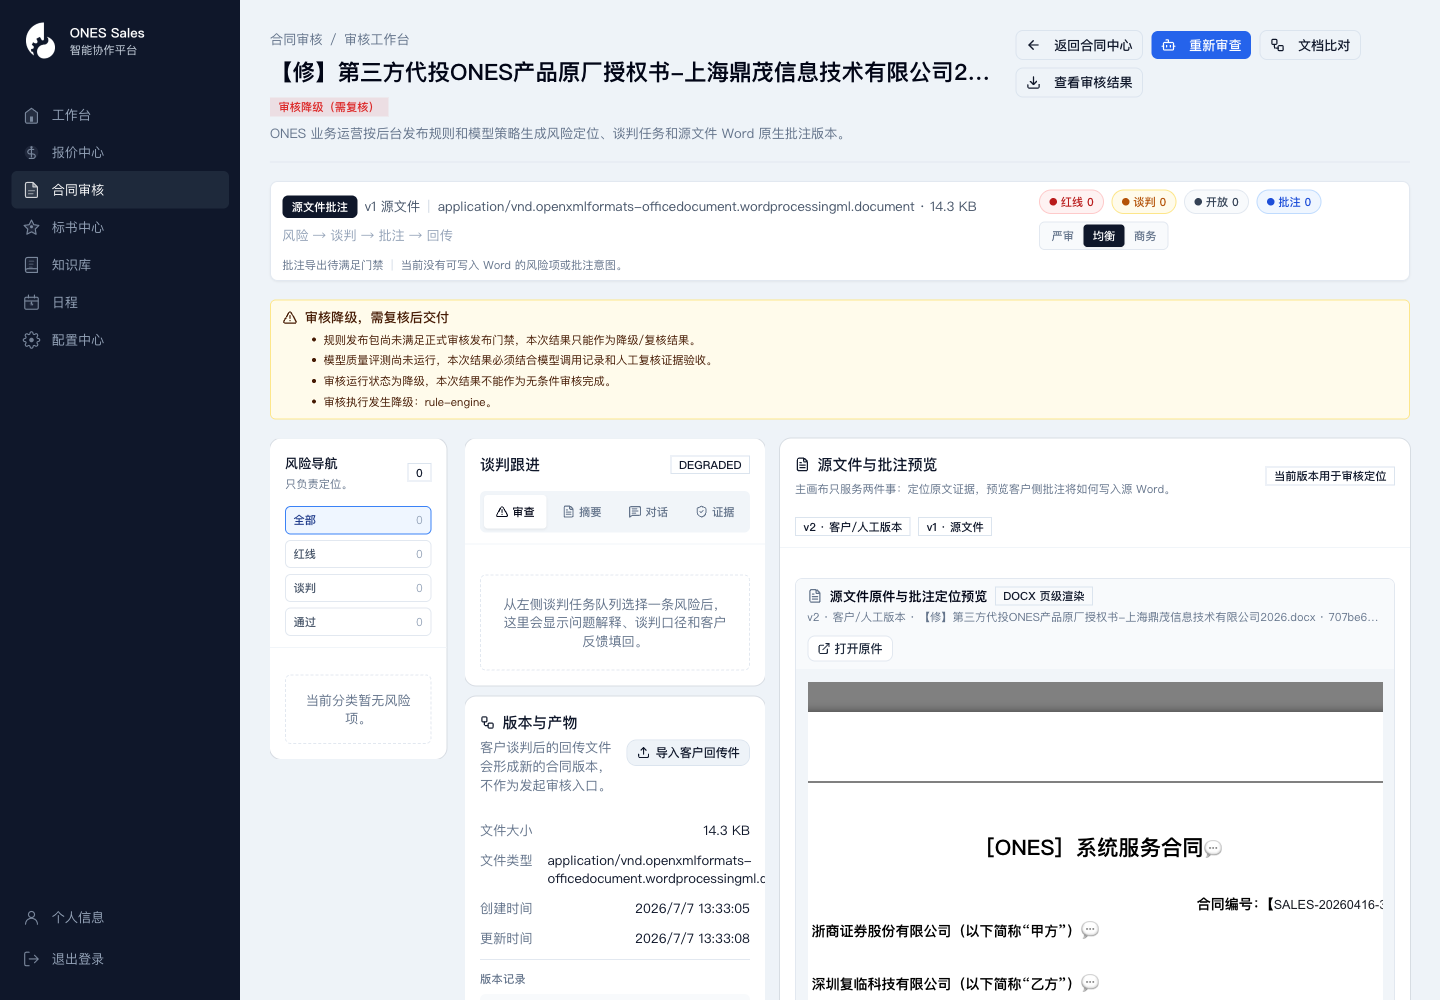 ONES Sales
智能协作平台
工作台
报价中心
合同审核
标书中心
知识库
日程
配置中心
个人信息
退出登录
合同审核 / 审核工作台
【修】第三方代投ONES产品原厂授权书-上海鼎茂信息技术有限公司2...
审核降级（需复核）
ONES 业务运营按后台发布规则和模型策略生成风险定位、谈判任务和源文件 Word 原生批注版本。
返回合同中心
重新审查
文档比对
查看审核结果
源文件批注 v1 源文件 | application/vnd.openxmlformats-officedocument.wordprocessingml.document · 14.3 KB
风险 → 谈判 → 批注 → 回传
批注导出待满足门禁 | 当前没有可写入 Word 的风险项或批注意图。
红线 0
谈判 0
开放 0
批注 0
严审 均衡 商务
审核降级，需复核后交付
• 规则发布包尚未满足正式审核发布门禁，本次结果只能作为降级/复核结果。
• 模型质量评测尚未运行，本次结果必须结合模型调用记录和人工复核证据验收。
• 审核运行状态为降级，本次结果不能作为无条件审核完成。
• 审核执行发生降级：rule-engine。
风险导航
只负责定位。
0
全部 0
红线 0
谈判 0
通过 0
当前分类暂无风险
项。
谈判跟进
DEGRADED
审查 摘要 对话 证据
从左侧谈判任务队列选择一条风险后，
这里会显示问题解释、谈判口径和客户
反馈填回。
版本与产物
客户谈判后的回传文件
会形成新的合同版本，
不作为发起审核入口。
导入客户回传件
文件大小 14.3 KB
文件类型 application/vnd.openxmlformats-
officedocument.wordprocessingml.c
创建时间 2026/7/7 13:33:05
更新时间 2026/7/7 13:33:08
版本记录
源文件与批注预览
主画布只服务两件事：定位原文证据，预览客户侧批注将如何写入源 Word。
当前版本用于审核定位
v2 · 客户/人工版本
v1 · 源文件
源文件原件与批注定位预览 DOCX 页级渲染
v2 · 客户/人工版本 · 【修】第三方代投ONES产品原厂授权书-上海鼎茂信息技术有限公司2026.docx · 707be6...
打开原件
［ONES］系统服务合同
合同编号：【SALES-20260416-3
浙商证券股份有限公司（以下简称“甲方”）
深圳复临科技有限公司（以下简称“乙方”）